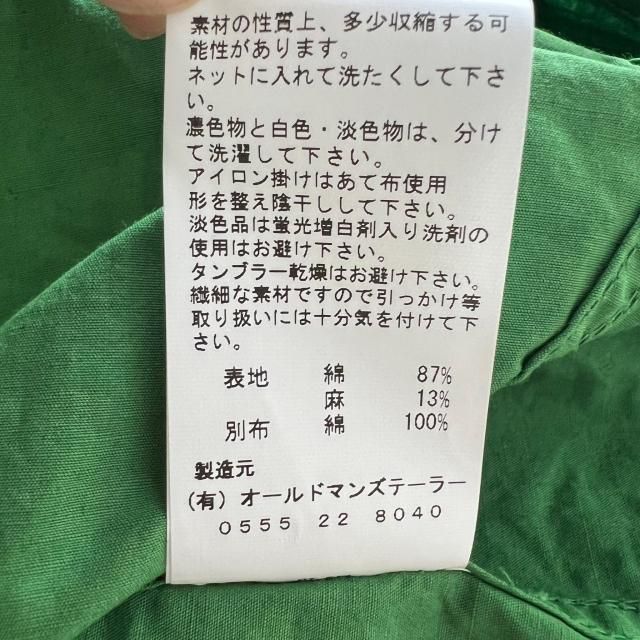 素材の性質上、多少収縮する可
能性があります。
ネットに入れて洗たくして下さ
い。
濃色物と白色・淡色物は、分け
て洗濯して下さい。
アイロン掛けはあて布使用
形を整え陰干しして下さい。
淡色品は蛍光増白剤入り洗剤の
使用はお避け下さい。
タンブラー乾燥はお避け下さい。
繊細な素材ですので引っかけ等
取り扱いには十分気を付けて下
さい。
表地 綿 87%
麻 13%
別布 綿 100%
製造元
(有) オールドマンズテーラー
0555 22 8040